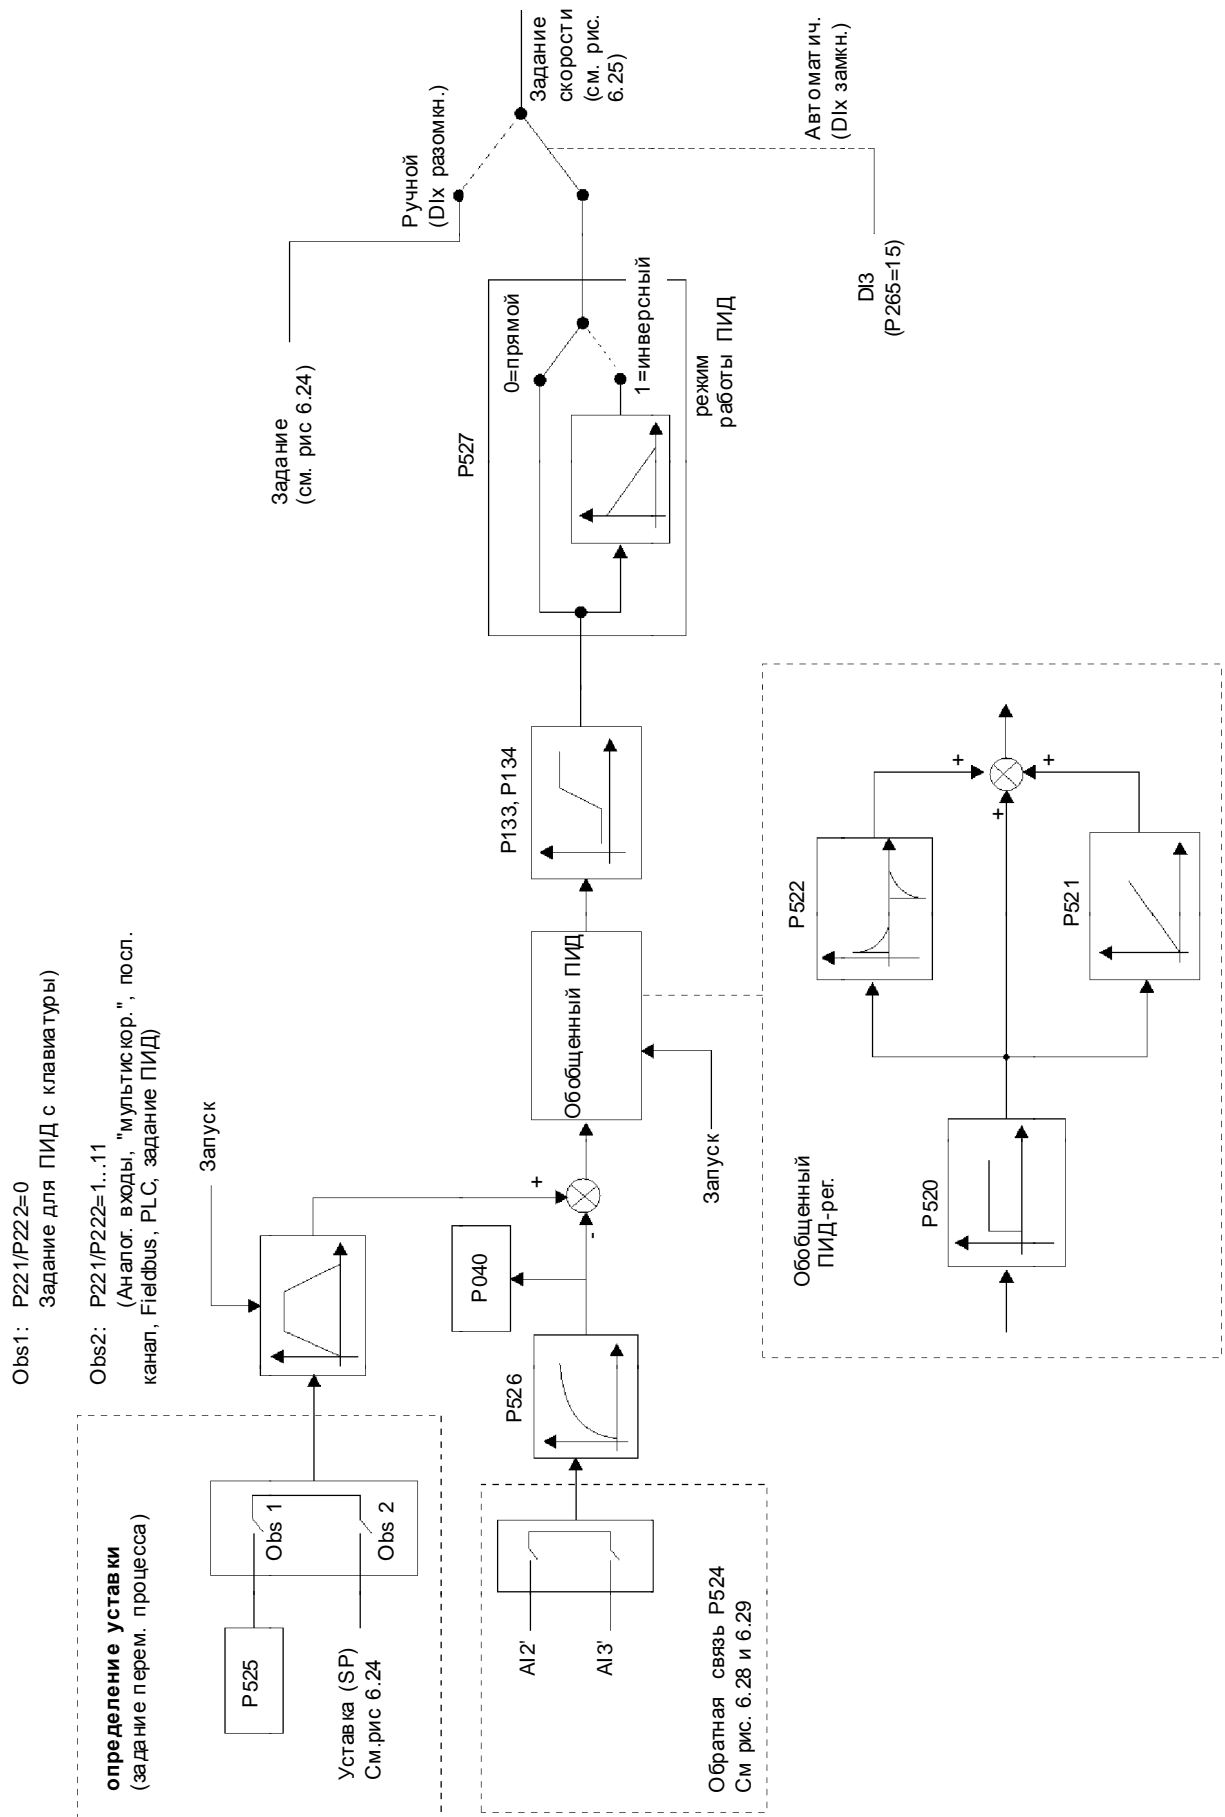 Obs1: P221/P222=0
Задание для ПИД с клавиатуры)
Obs2: P221/P222=1...11
(Аналог. входы, "мультискор.", посл.
канал, Fieldbus, PLC, задание ПИД)
определение уставки
(задание перем. процесса)
P525
Уставка (SP)
См.рис 6.24
Obs 1
Obs 2
Запуск
AI2'
AI3'
Обратная связь P524
См рис. 6.28 и 6.29
P526
P040
+
-
Обобщенный ПИД
Запуск
P133, P134
P527
0=прямой
1=инверсный
режим
работы ПИД
Задание
(см. рис 6.24)
Ручной
(DIx разомкн.)
Задание
скорости
(см. рис.
6.25)
Автоматич.
(DIx замкн.)
DI3
(P265=15)
Обобщенный
ПИД-рег.
P520
P522
P521
+
+
+